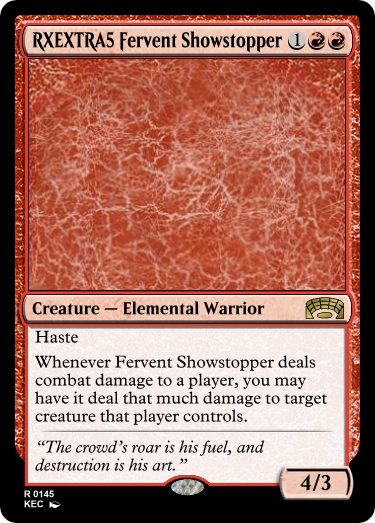 RXEXTRA5 Fervent Showstopper 1
Creature — Elemental Warrior
Haste
Whenever Fervent Showstopper deals
combat damage to a player, you may
have it deal that much damage to target
creature that player controls.
“The crowd’s roar is his fuel, and
destruction is his art.”
4/3
R 0145
KEC